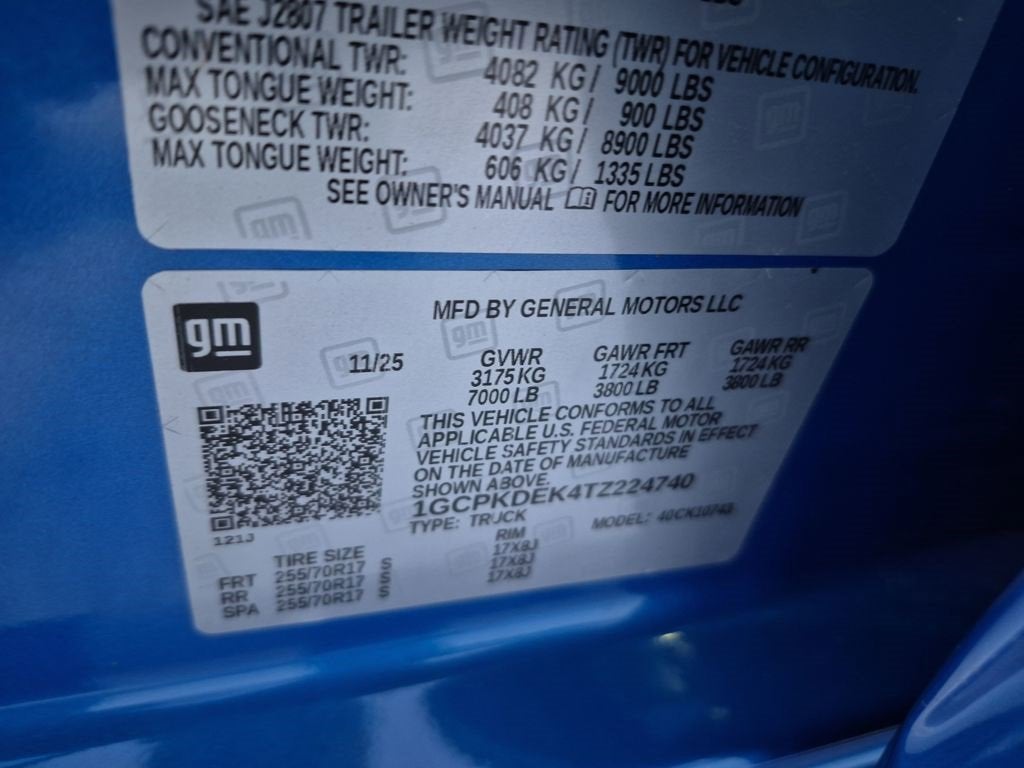 SAE J2807 TRAILER WEIGHT RATING (TWR) FOR VEHICLE CONFIGURATION.
CONVENTIONAL TWR: 4082 KG/ 9000 LBS
MAX TONGUE WEIGHT: 408 KG/ 900 LBS
GOOSENECK TWR: 4037 KG/ 8900 LBS
MAX TONGUE WEIGHT: 606 KG/ 1335 LBS
SEE OWNER'S MANUAL FOR MORE INFORMATION
gm
MFD BY GENERAL MOTORS LLC
11/25 GVWR GAWR FRT GAWR RR
3175 KG 1724 KG 1724 KG
7000 LB 3800 LB 3800 LB
THIS VEHICLE CONFORMS TO ALL
APPLICABLE U.S. FEDERAL MOTOR
VEHICLE SAFETY STANDARDS IN EFFECT
ON THE DATE OF MANUFACTURE
SHOWN ABOVE.
1GCPKDEK4TZ224740
TYPE: TRUCK MODEL:
121J
TIRE SIZE RIM
FRT 255/70R17 S 17X8J
RR 255/70R17 S 17X8J
SPA 255/70R17 S 17X8J